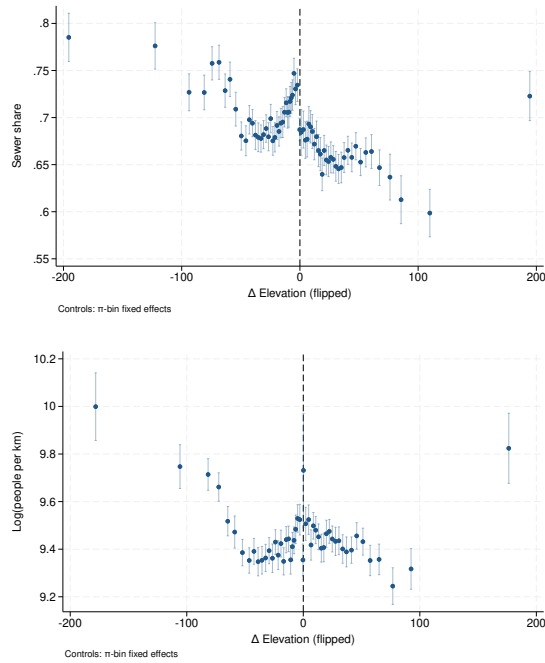 .8
.75
.7
.65
.6
.55
Sewer share
-200 -100 0 100 200
Δ Elevation (flipped)
Controls: π-bin fixed effects
10.2
10
9.8
9.6
9.4
9.2
Log(people per km)
-200 -100 0 100 200
Δ Elevation (flipped)
Controls: π-bin fixed effects